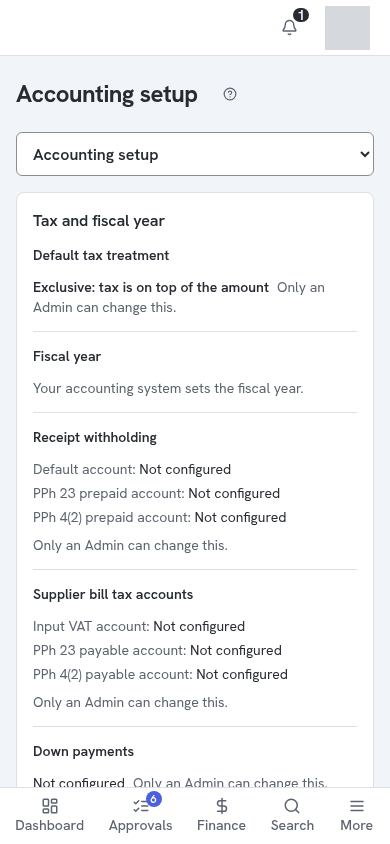 1
Accounting setup
Accounting setup
Tax and fiscal year
Default tax treatment
Exclusive: tax is on top of the amount Only an
Admin can change this.
Fiscal year
Your accounting system sets the fiscal year.
Receipt withholding
Default account: Not configured
PPh 23 prepaid account: Not configured
PPh 4(2) prepaid account: Not configured
Only an Admin can change this.
Supplier bill tax accounts
Input VAT account: Not configured
PPh 23 payable account: Not configured
PPh 4(2) payable account: Not configured
Only an Admin can change this.
Down payments
Not configured Only an Admin can change this.
6
Dashboard Approvals Finance Search More